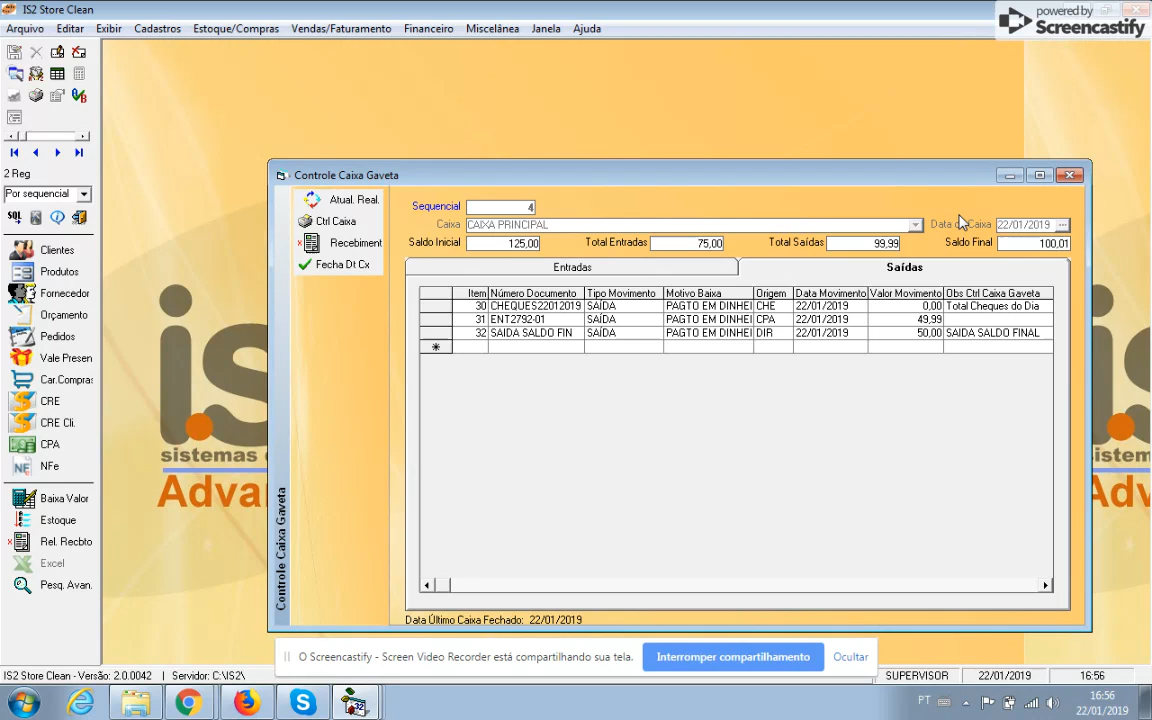 IS2 Store Clean
powered by
Screencastify
Arquivo Editar Exibir Cadastros Estoque/Compras Vendas/Faturamento Financeiro Miscelânea Janela Ajuda
2 Reg
Por sequencial
SQL
Clientes
Produtos
Fornecedor
Orçamento
Pedidos
Vale Presen
Car.Compra
CRE
CRE Cli.
CPA
NFe
Baixa Valor
Estoque
Rel. Recbto
Excel
Pesq. Avan.
Controle Caixa Gaveta
Atual. Real.
Ctrl Caixa
Recebiment
Fecha Dt Cx
Controle Caixa Gaveta
Sequencial 4
Caixa CAIXA PRINCIPAL Data Caixa 22/01/2019 ...
Saldo Inicial 125,00 Total Entradas 75,00 Total Saídas 99,99 Saldo Final 100,01
Entradas Saídas
Item Número Documento Tipo Movimento Motivo Baixa Origem Data Movimento Valor Movimento Obs Ctrl Caixa Gaveta
30 CHEQUES22012019 SAÍDA PAGTO EM DINHEI CHE 22/01/2019 0,00 Total Cheques do Dia
31 ENT2792-01 SAÍDA PAGTO EM DINHEI CPA 22/01/2019 49,99
32 SAIDA SALDO FIN SAÍDA PAGTO EM DINHEI DIR 22/01/2019 50,00 SAIDA SALDO FINAL
Data Último Caixa Fechado: 22/01/2019
is
sistemas
Adva
istem
Adv
O Screencastify - Screen Video Recorder está compartilhando sua tela. Interromper compartilhamento Ocultar
IS2 Store Clean - Versão: 2.0.0042 | Servidor: C:\IS2\ SUPERVISOR 22/01/2019 16:56
PT 16:56
22/01/2019